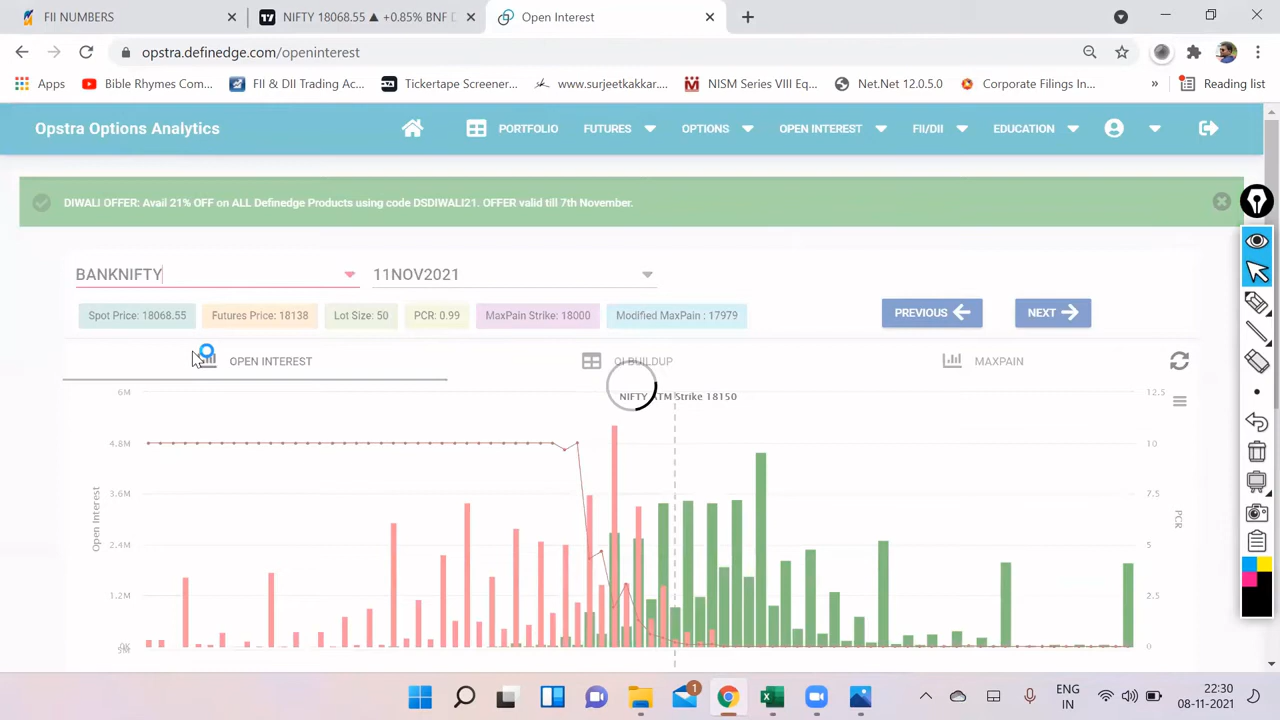 FII NUMBERS
NIFTY 18068.55 ▲ +0.85% BNF
Open Interest
opstra.definedge.com/openinterest
Apps
Bible Rhymes Com...
FII & DII Trading Ac...
Tickertape Screener...
www.surjeetkakkar....
NISM Series VIII Eq...
Net.Net 12.0.5.0
Corporate Filings In...
»
Reading list
Opstra Options Analytics
PORTFOLIO
FUTURES
OPTIONS
OPEN INTEREST
FII/DII
EDUCATION
DIWALI OFFER: Avail 21% OFF on ALL Definedge Products using code DSDIWALI21. OFFER valid till 7th November.
BANKNIFTY
11NOV2021
Spot Price: 18068.55
Futures Price: 18138
Lot Size: 50
PCR: 0.99
MaxPain Strike: 18000
Modified MaxPain : 17979
PREVIOUS
NEXT
OPEN INTEREST
OI BUILDUP
MAXPAIN
NIFTY ATM Strike 18150
6M
4.8M
3.6M
2.4M
1.2M
Open Interest
12.5
10
7.5
5
2.5
0
PCR
1
ENG
IN
22:30
08-11-2021